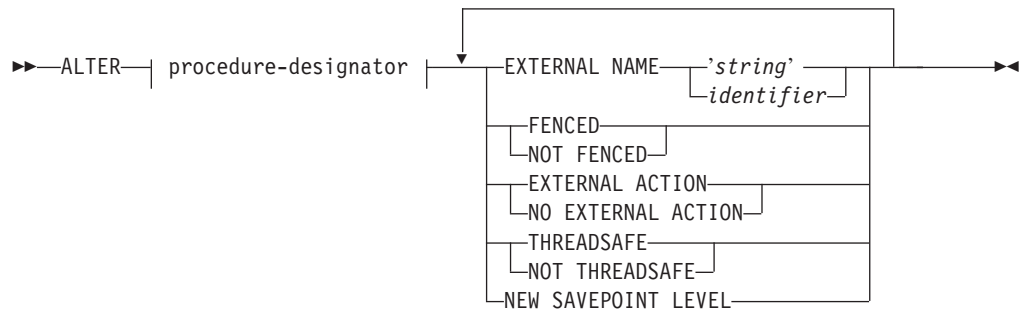 ALTER procedure-designator EXTERNAL NAME 'string'
identifier
FENCED
NOT FENCED
EXTERNAL ACTION
NO EXTERNAL ACTION
THREADSAFE
NOT THREADSAFE
NEW SAVEPOINT LEVEL